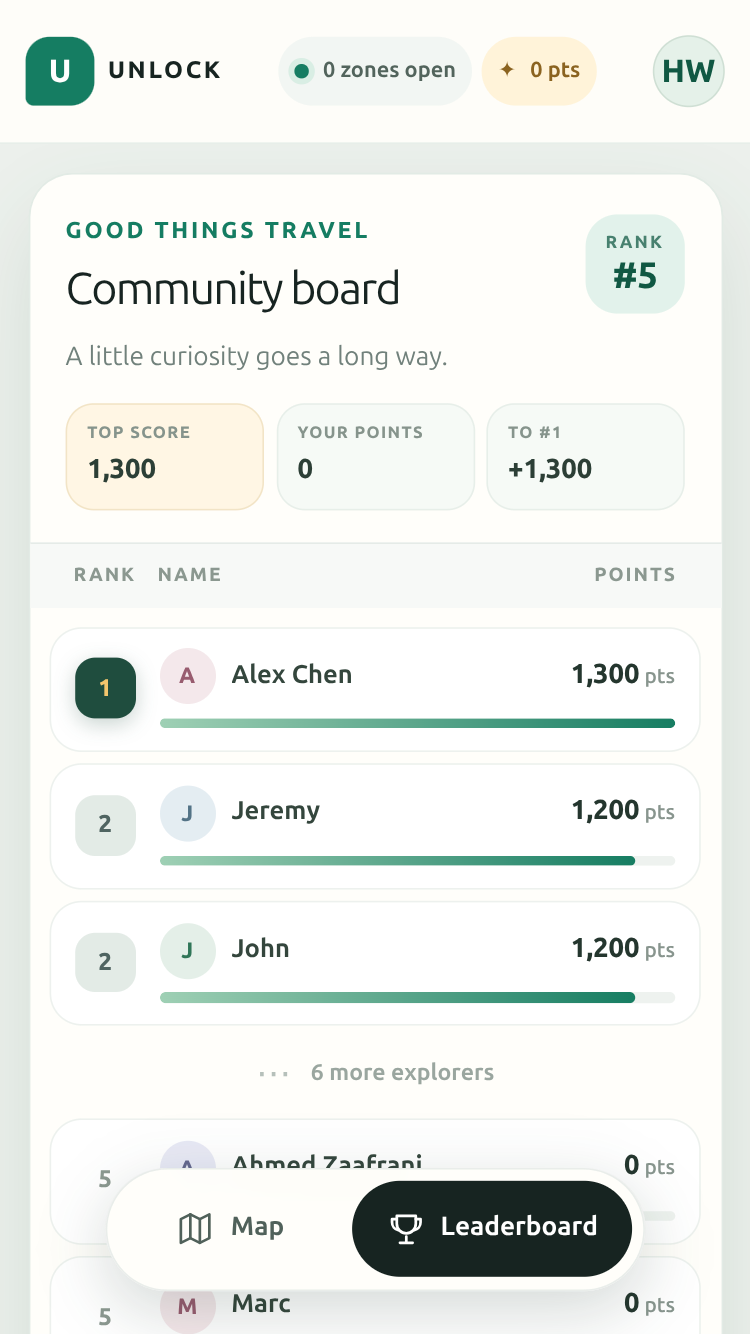 U UNLOCK 0 zones open ✦ 0 pts HW
GOOD THINGS TRAVEL
Community board
RANK
#5
A little curiosity goes a long way.
TOP SCORE YOUR POINTS TO #1
1,300 0 +1,300
RANK NAME POINTS
1 A Alex Chen 1,300 pts
2 J Jeremy 1,200 pts
2 J John 1,200 pts
··· 6 more explorers
5 A Ahmed Zaafrani 0 pts
Map Leaderboard
5 M Marc 0 pts